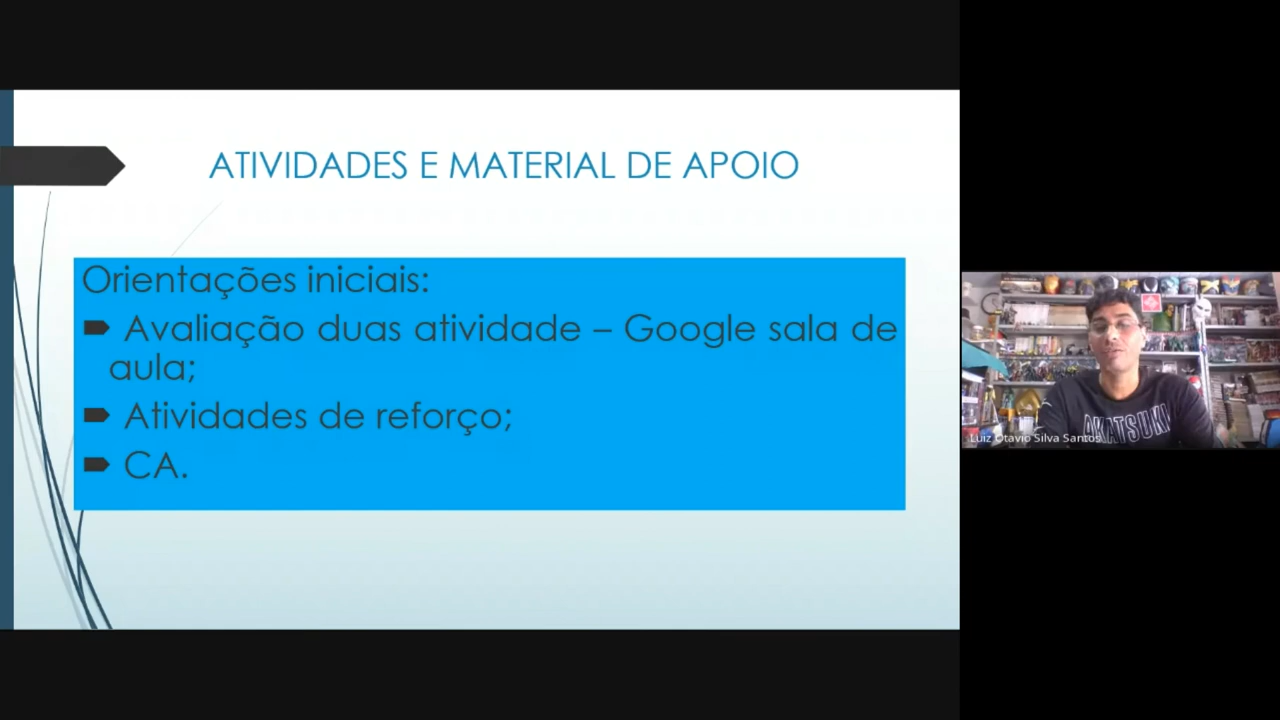 ATIVIDADES E MATERIAL DE APOIO
Orientações iniciais:
Avaliação duas atividade – Google sala de
aula;
Atividades de reforço;
CA.
AKATSUKI
Luiz Otavio Silva Santos